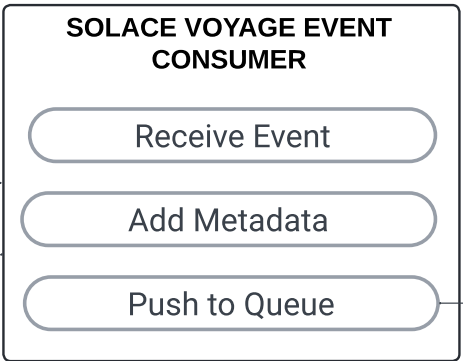 SOLACE VOYAGE EVENT
CONSUMER
Receive Event
Add Metadata
Push to Queue